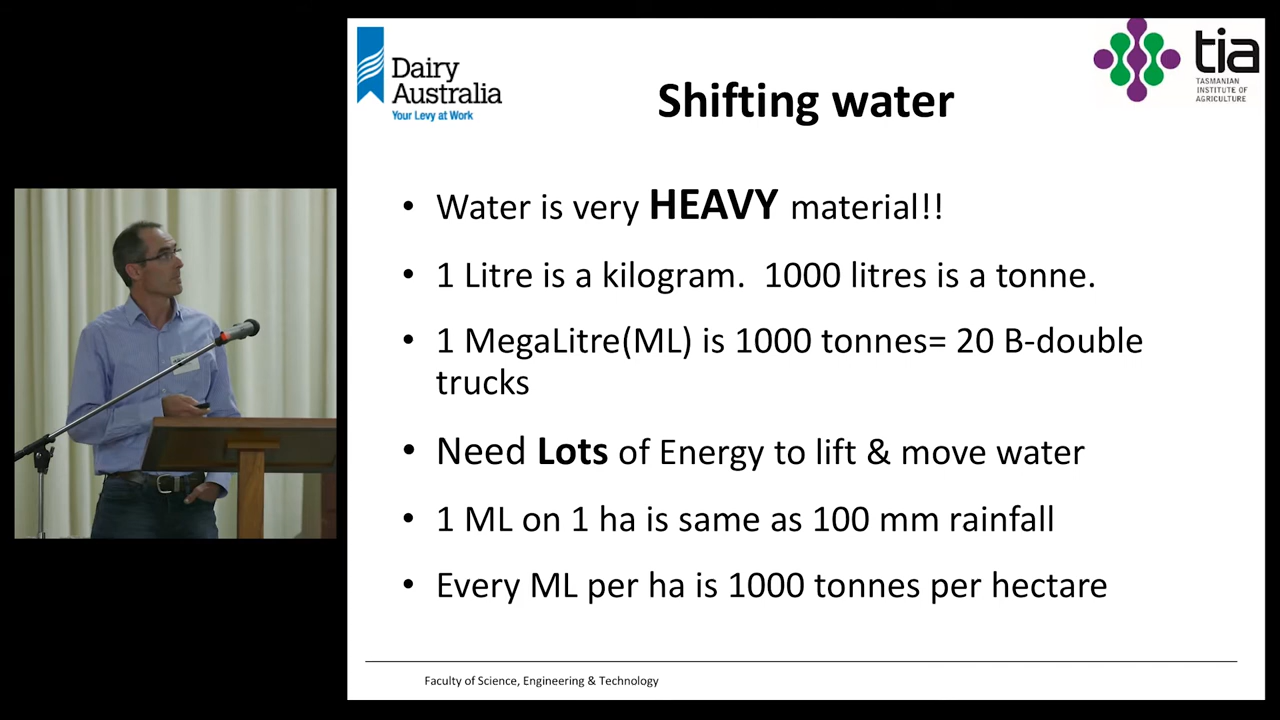 Dairy
Australia
Your Levy at Work
tia
TASMANIAN
INSTITUTE OF
AGRICULTURE
Shifting water
• Water is very HEAVY material!!
• 1 Litre is a kilogram.  1000 litres is a tonne.
• 1 MegaLitre(ML) is 1000 tonnes= 20 B-double
trucks
• Need Lots of Energy to lift & move water
• 1 ML on 1 ha is same as 100 mm rainfall
• Every ML per ha is 1000 tonnes per hectare
Faculty of Science, Engineering & Technology